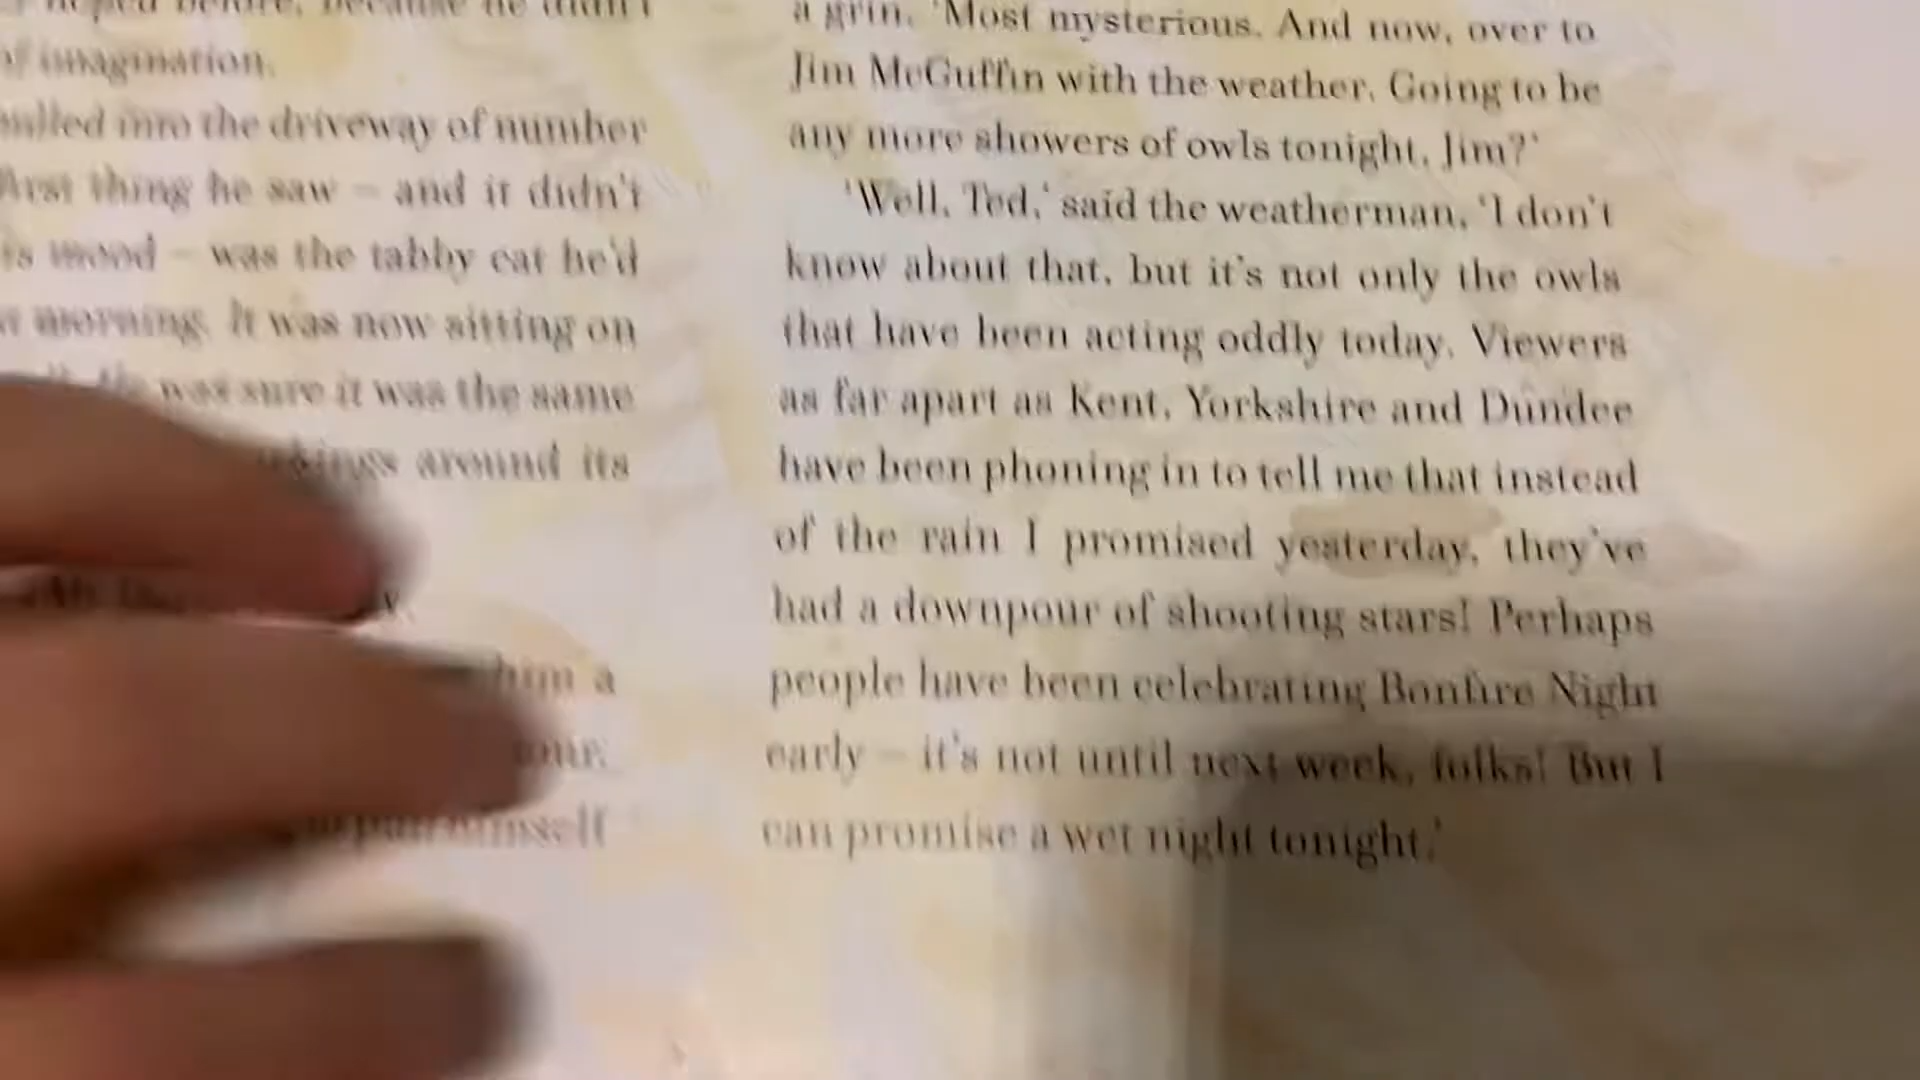 before, because he didn't
of imagination.
into the driveway of number
first thing he saw – and it didn't
mood – was the tabby cat he'd
morning. It was now sitting on
was sure it was the same
around its
him a
himself
a grin. 'Most mysterious. And now, over to
Jim McGuffin with the weather. Going to be
any more showers of owls tonight, Jim?'
'Well, Ted,' said the weatherman, 'I don't
know about that, but it's not only the owls
that have been acting oddly today. Viewers
as far apart as Kent, Yorkshire and Dundee
have been phoning in to tell me that instead
of the rain I promised yesterday, they've
had a downpour of shooting stars! Perhaps
people have been celebrating Bonfire Night
early – it's not until next week, folks! But I
can promise a wet night tonight.'